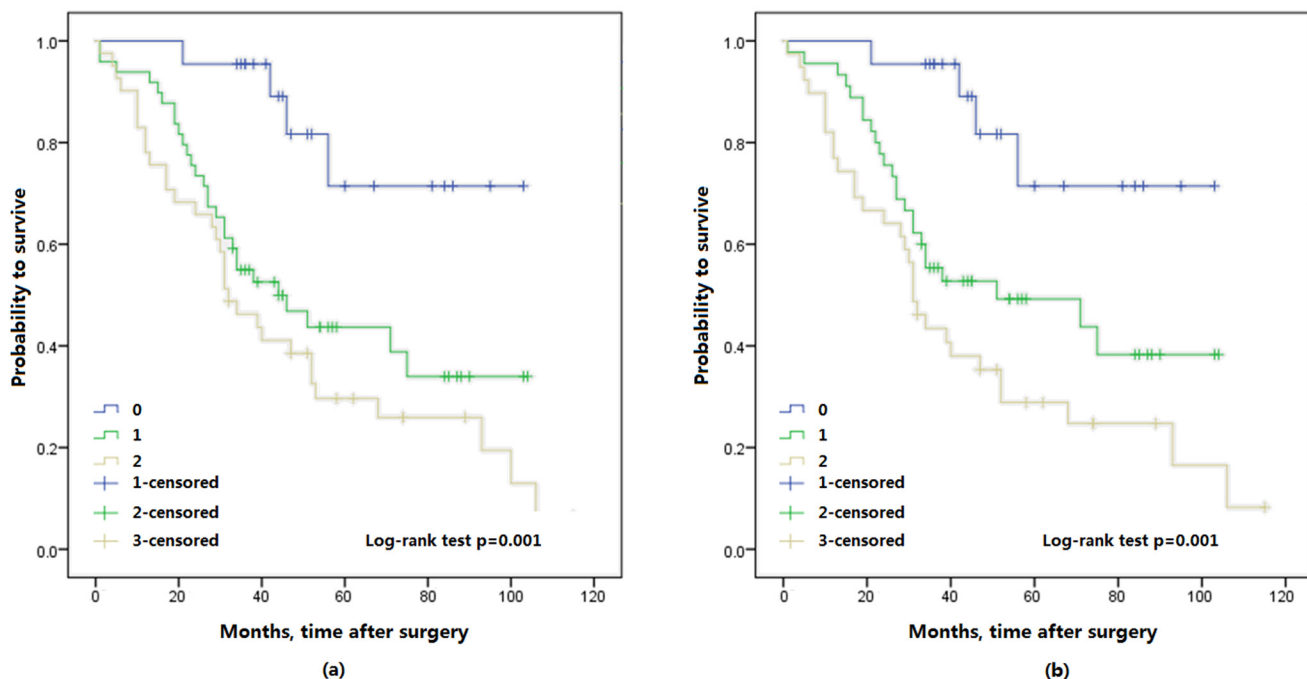 Probability to survive
1.0
0.8
0.6
0.4
0.2
0.0
0
1
2
1-censored
2-censored
3-censored
Log-rank test p=0.001
0 20 40 60 80 100 120
Months, time after surgery
(a)
Probability to survive
1.0
0.8
0.6
0.4
0.2
0.0
0
1
2
1-censored
2-censored
3-censored
Log-rank test p=0.001
0 20 40 60 80 100 120
Months, time after surgery
(b)